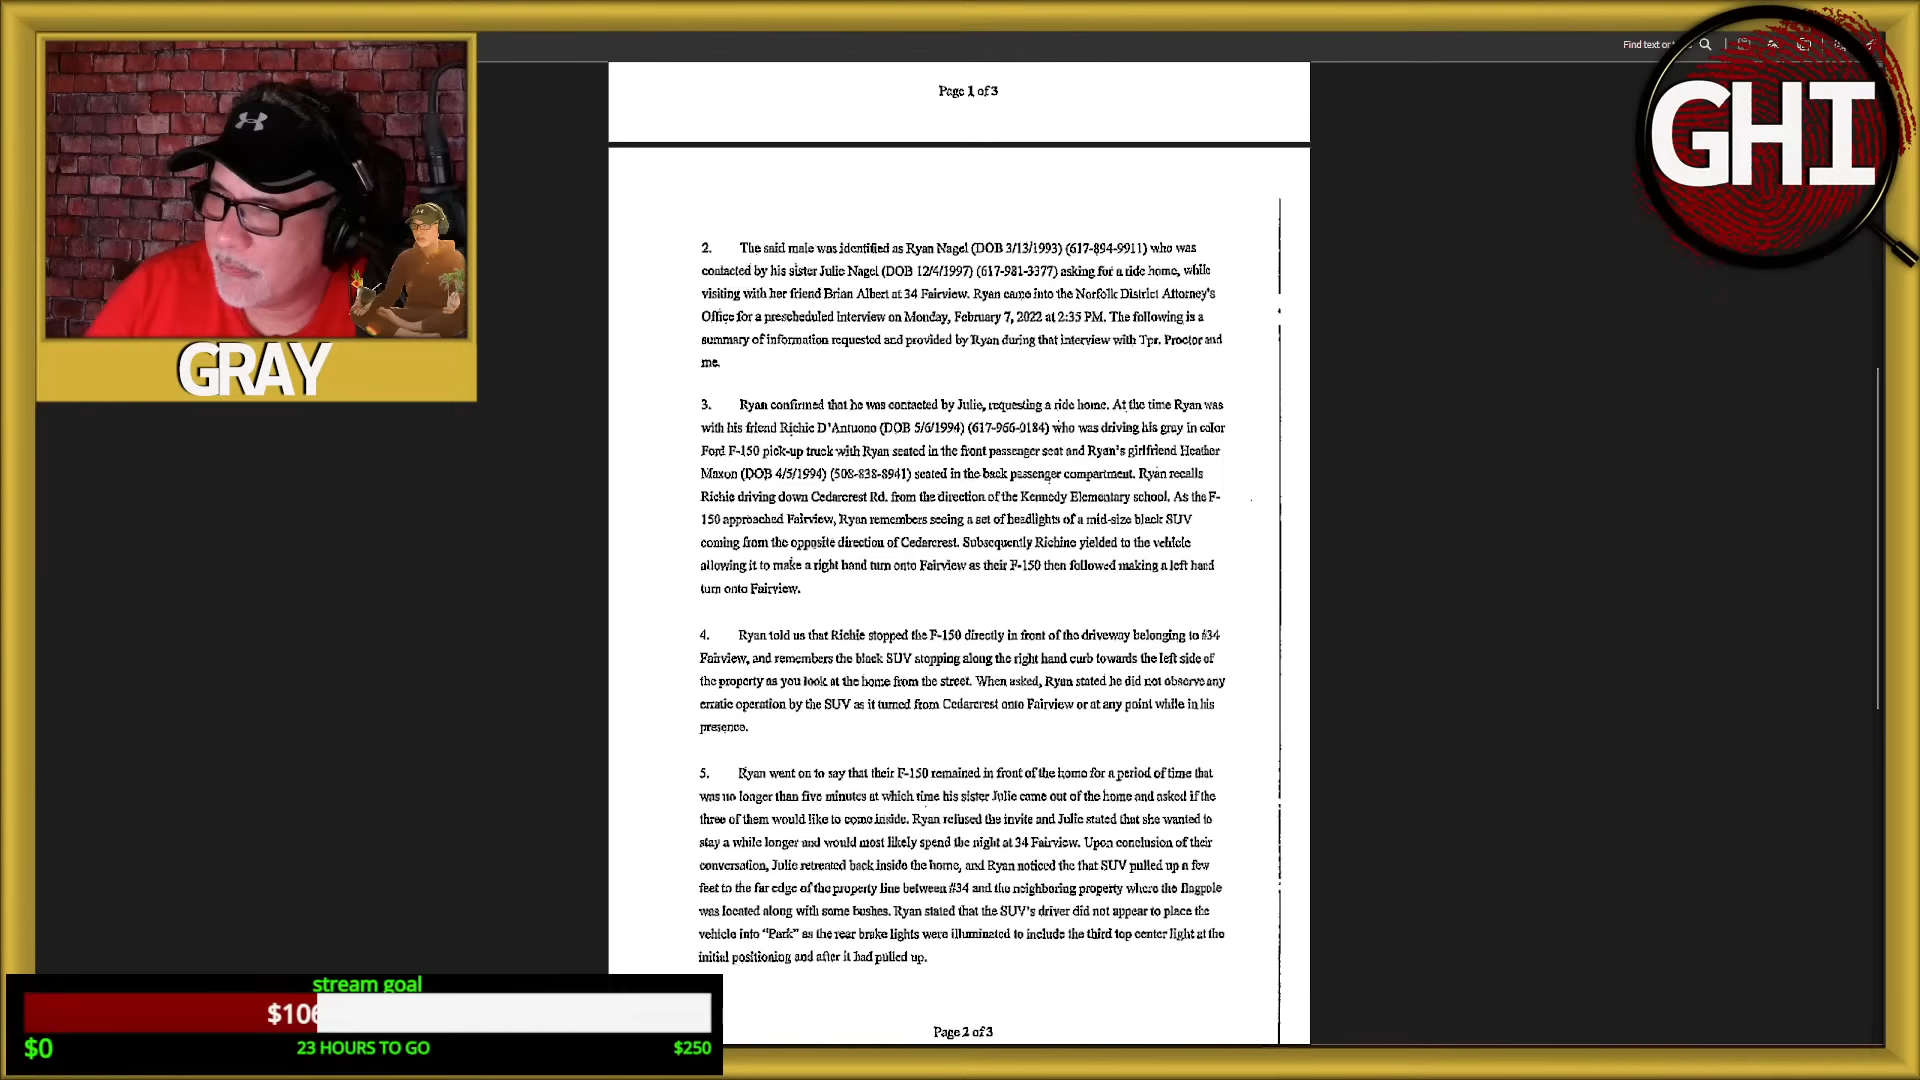 Find text or
GHI
GRAY
Page 1 of 3
2. The said male was identified as Ryan Nagel (DOB 3/13/1993) (617-894-9911) who was
contacted by his sister Julie Nagel (DOB 12/4/1997) (617-981-3377) asking for a ride home, while
visiting with her friend Brian Albert at 34 Fairview. Ryan came into the Norfolk District Attorney's
Office for a prescheduled interview on Monday, February 7, 2022 at 2:35 PM. The following is a
summary of information requested and provided by Ryan during that interview with Tpr. Proctor and
me.
3. Ryan confirmed that he was contacted by Julie, requesting a ride home. At the time Ryan was
with his friend Richie D'Antuono (DOB 5/6/1994) (617-966-0184) who was driving his gray in color
Ford F-150 pick-up truck with Ryan seated in the front passenger seat and Ryan's girlfriend Heather
Maxon (DOB 4/5/1994) (508-838-8941) seated in the back passenger compartment. Ryan recalls
Richie driving down Cedarcrest Rd. from the direction of the Kennedy Elementary school. As the F-
150 approached Fairview, Ryan remembers seeing a set of headlights of a mid-size black SUV
coming from the opposite direction of Cedarcrest. Subsequently Richine yielded to the vehicle
allowing it to make a right hand turn onto Fairview as their F-150 then followed making a left hand
turn onto Fairview.
4. Ryan told us that Richie stopped the F-150 directly in front of the driveway belonging to #34
Fairview, and remembers the black SUV stopping along the right hand curb towards the left side of
the property as you look at the home from the street. When asked, Ryan stated he did not observe any
erratic operation by the SUV as it turned from Cedarcrest onto Fairview or at any point while in his
presence.
5. Ryan went on to say that their F-150 remained in front of the home for a period of time that
was no longer than five minutes at which time his sister Julie came out of the home and asked if the
three of them would like to come inside. Ryan refused the invite and Julie stated that she wanted to
stay a while longer and would most likely spend the night at 34 Fairview. Upon conclusion of their
conversation, Julie retreated back inside the home, and Ryan noticed the that SUV pulled up a few
feet to the far edge of the property line between #34 and the neighboring property where the flagpole
was located along with some bushes. Ryan stated that the SUV's driver did not appear to place the
vehicle into "Park" as the rear brake lights were illuminated to include the third top center light at the
initial positioning and after it had pulled up.
Page 2 of 3
stream goal
$106
$0
23 HOURS TO GO
$250